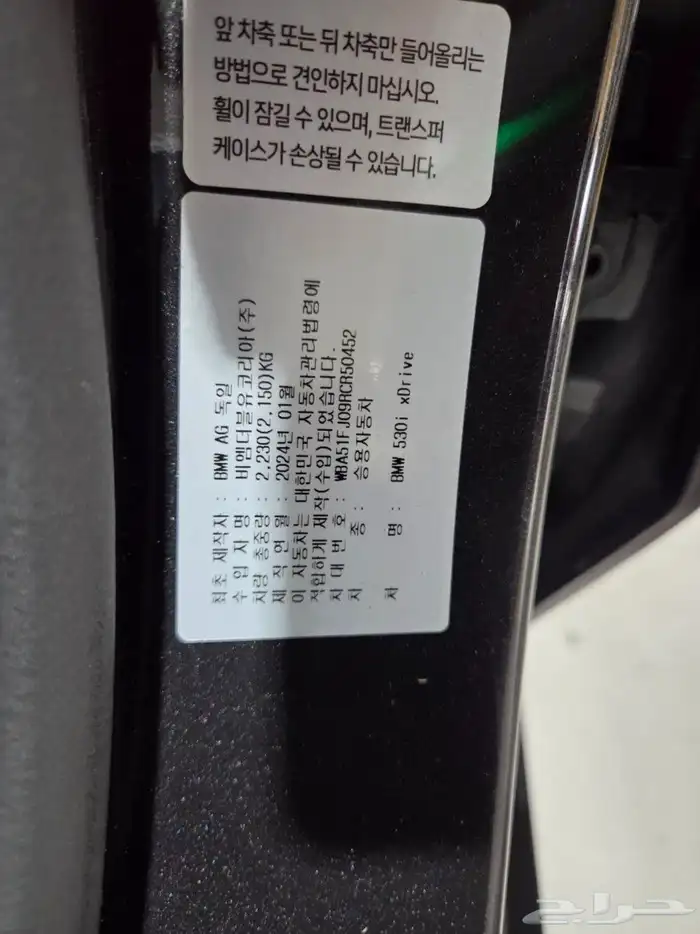 앞 차축 또는 뒤 차축만 들어올리는
방법으로 견인하지 마십시오.
휠이 잠길 수 있으며, 트랜스퍼
케이스가 손상될 수 있습니다.
최초 제작자 : BMW AG 독일
수 입 자 명 : 비엠더블유코리아(주)
차량 총중량 : 2,230(2,150)KG
제 작 연 월 : 2024년 01월
이 자동차는 대한민국 자동차관리법령에
적합하게 제작(수입)되었습니다.
차 대 번 호 : WBA51FJ09RCR50452
차 종 : 승용자동차
차 명 : BMW 530i xDrive
حراج